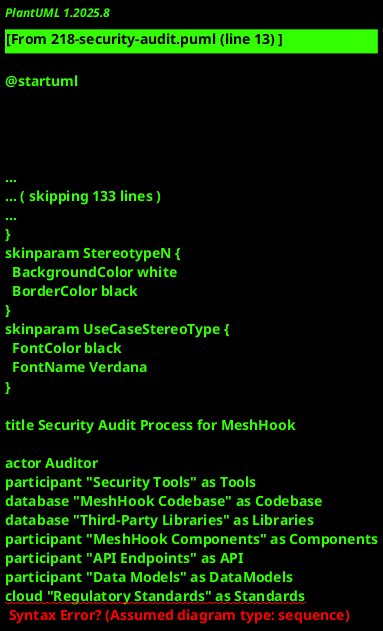 PlantUML 1.2025.8
[From 218-security-audit.puml (line 13) ]
@startuml
...
... ( skipping 133 lines )
...
}
skinparam StereotypeN {
BackgroundColor white
BorderColor black
}
skinparam UseCaseStereoType {
FontColor black
FontName Verdana
}
title Security Audit Process for MeshHook
actor Auditor
participant "Security Tools" as Tools
database "MeshHook Codebase" as Codebase
database "Third-Party Libraries" as Libraries
participant "MeshHook Components" as Components
participant "API Endpoints" as API
participant "Data Models" as DataModels
cloud "Regulatory Standards" as Standards
Syntax Error? (Assumed diagram type: sequence)